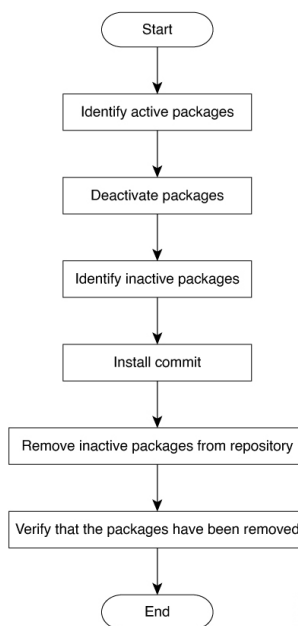 Start
Identify active packages
Deactivate packages
Identify inactive packages
Install commit
Remove inactive packages from repository
Verify that the packages have been removed
End